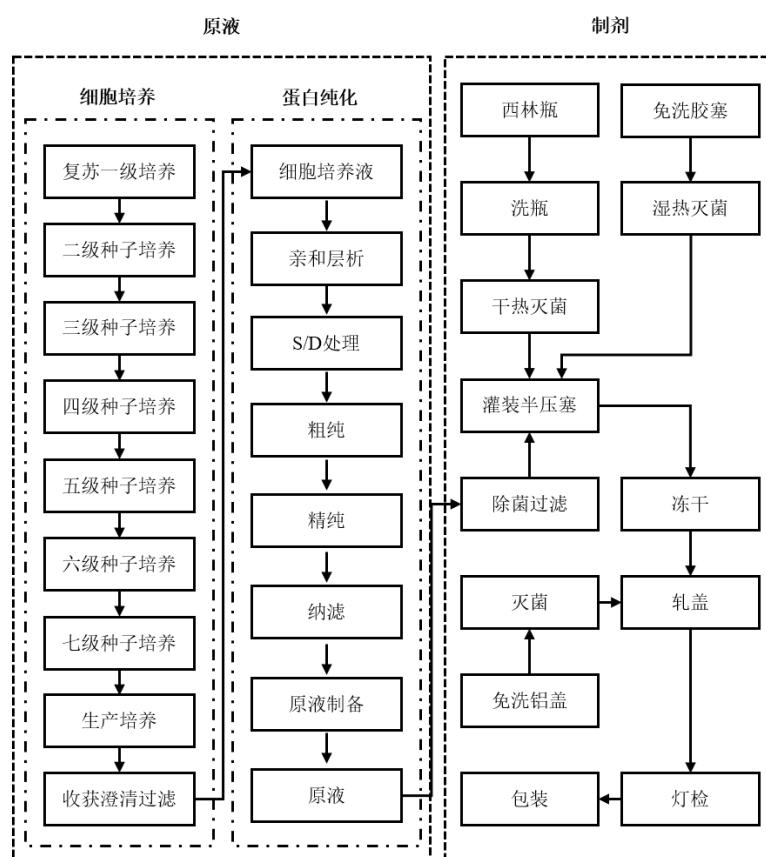 原液
制剂
细胞培养
蛋白纯化
复苏一级培养
二级种子培养
三级种子培养
四级种子培养
五级种子培养
六级种子培养
七级种子培养
生产培养
收获澄清过滤
细胞培养液
亲和层析
S/D处理
粗纯
精纯
纳滤
原液制备
原液
西林瓶
免洗胶塞
洗瓶
湿热灭菌
干热灭菌
灌装半压塞
除菌过滤
冻干
灭菌
轧盖
免洗铝盖
包装
灯检